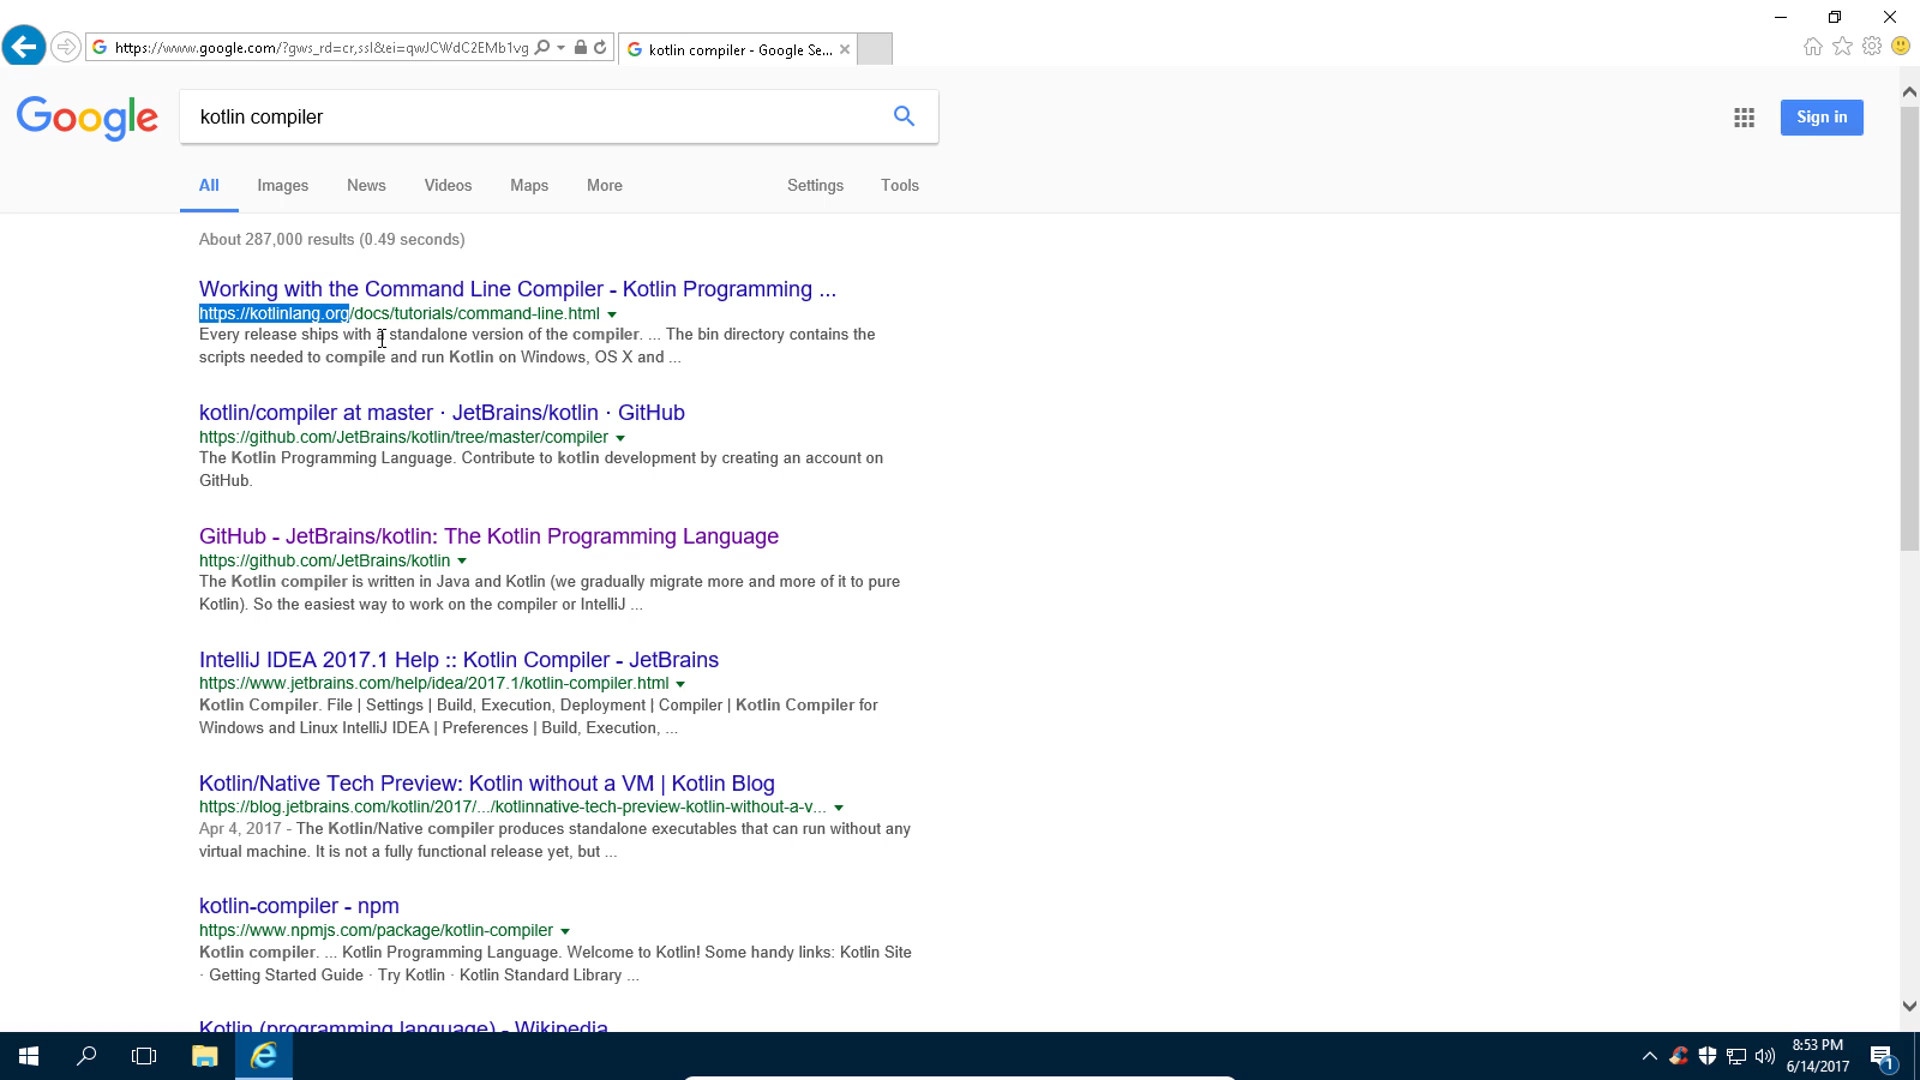 https://www.google.com/?gws_rd=cr,ssl&ei=qwJCWdC2EMb1vg
kotlin compiler - Google Se...
Google
kotlin compiler
Sign in
All Images News Videos Maps More Settings Tools
About 287,000 results (0.49 seconds)
Working with the Command Line Compiler - Kotlin Programming ...
https://kotlinlang.org/docs/tutorials/command-line.html
Every release ships with a standalone version of the compiler. ... The bin directory contains the
scripts needed to compile and run Kotlin on Windows, OS X and ...
kotlin/compiler at master · JetBrains/kotlin · GitHub
https://github.com/JetBrains/kotlin/tree/master/compiler
The Kotlin Programming Language. Contribute to kotlin development by creating an account on
GitHub.
GitHub - JetBrains/kotlin: The Kotlin Programming Language
https://github.com/JetBrains/kotlin
The Kotlin compiler is written in Java and Kotlin (we gradually migrate more and more of it to pure
Kotlin). So the easiest way to work on the compiler or IntelliJ ...
IntelliJ IDEA 2017.1 Help :: Kotlin Compiler - JetBrains
https://www.jetbrains.com/help/idea/2017.1/kotlin-compiler.html
Kotlin Compiler. File | Settings | Build, Execution, Deployment | Compiler | Kotlin Compiler for
Windows and Linux IntelliJ IDEA | Preferences | Build, Execution, ...
Kotlin/Native Tech Preview: Kotlin without a VM | Kotlin Blog
https://blog.jetbrains.com/kotlin/2017/.../kotlinnative-tech-preview-kotlin-without-a-v...
Apr 4, 2017 - The Kotlin/Native compiler produces standalone executables that can run without any
virtual machine. It is not a fully functional release yet, but ...
kotlin-compiler - npm
https://www.npmjs.com/package/kotlin-compiler
Kotlin compiler. ... Kotlin Programming Language. Welcome to Kotlin! Some handy links: Kotlin Site
· Getting Started Guide · Try Kotlin · Kotlin Standard Library ...
Kotlin (programming language) - Wikipedia
8:53 PM
6/14/2017
1